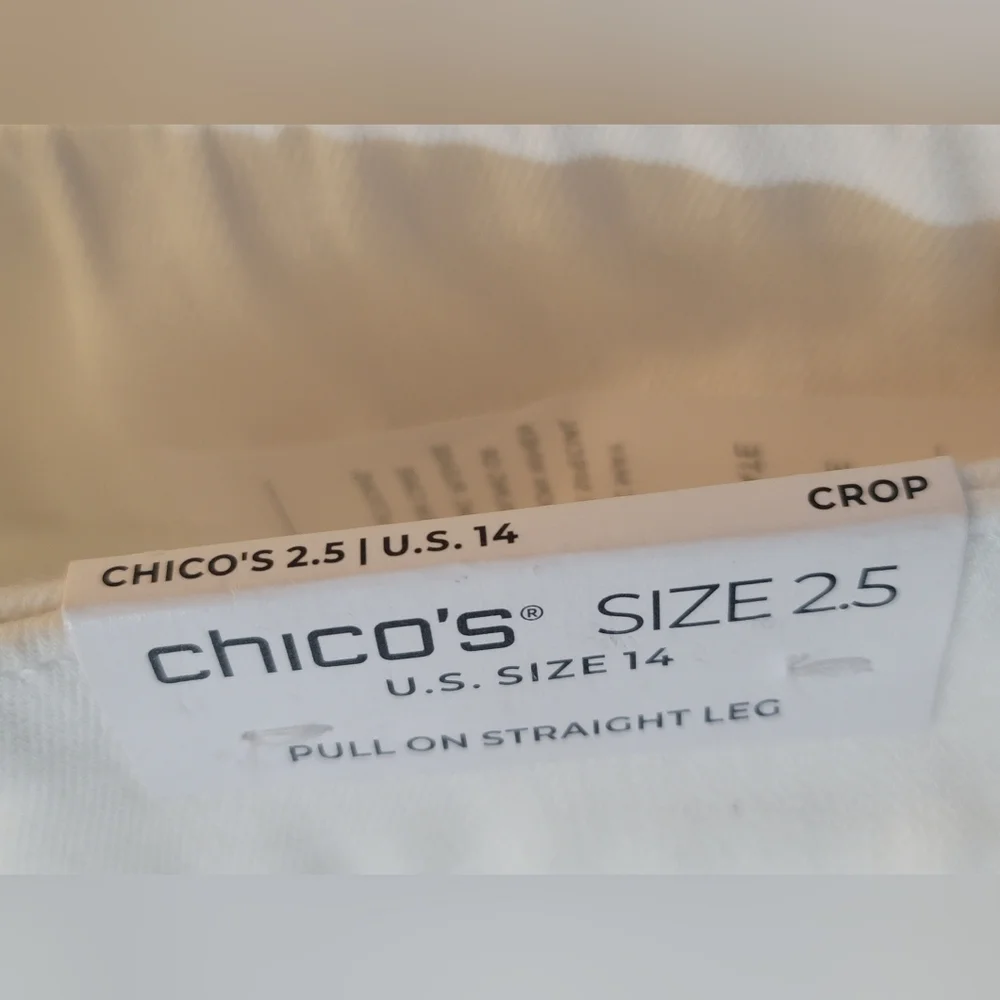 CHICO'S 2.5 | U.S. 14 CROP
chico's® SIZE 2.5
U.S. SIZE 14
PULL ON STRAIGHT LEG